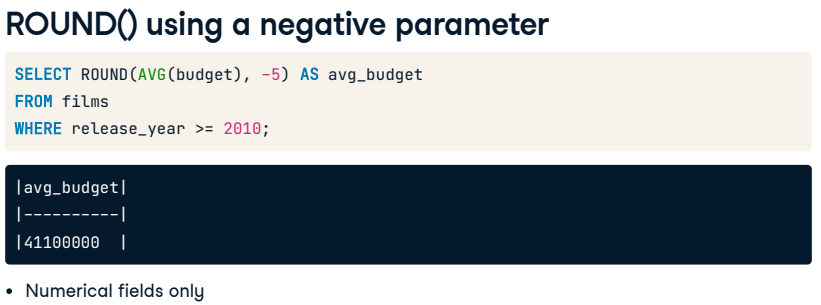 ROUND() using a negative parameter
SELECT ROUND(AVG(budget), -5) AS avg_budget
FROM films
WHERE release_year >= 2010;
|avg_budget|
|----------|
|41100000  |
• Numerical fields only